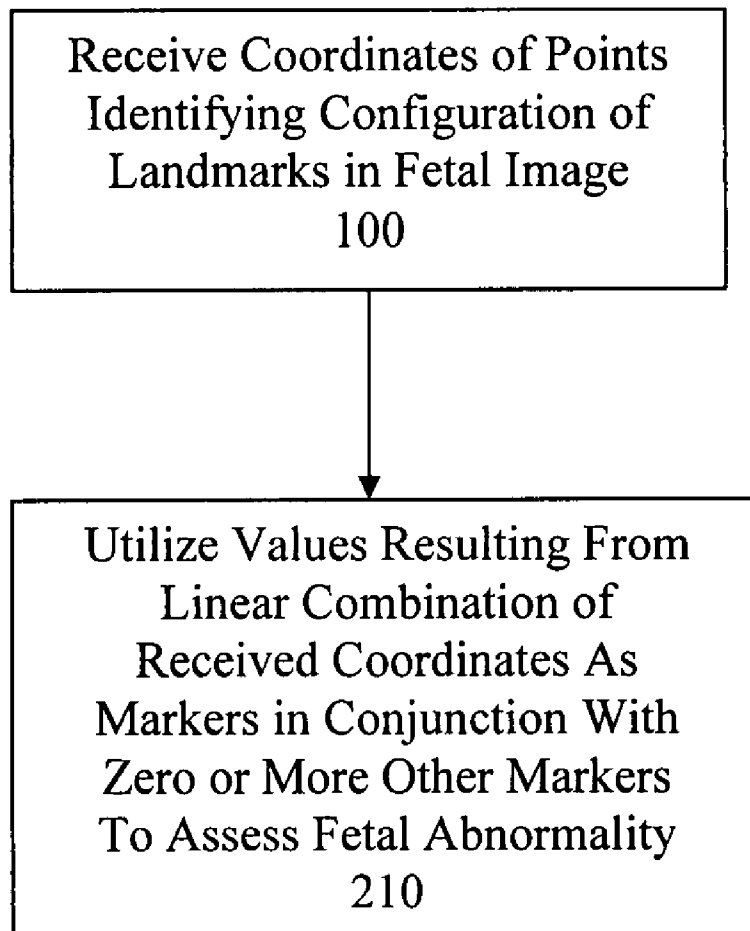 Receive Coordinates of Points
Identifying Configuration of
Landmarks in Fetal Image
100
Utilize Values Resulting From
Linear Combination of
Received Coordinates As
Markers in Conjunction With
Zero or More Other Markers
To Assess Fetal Abnormality
210